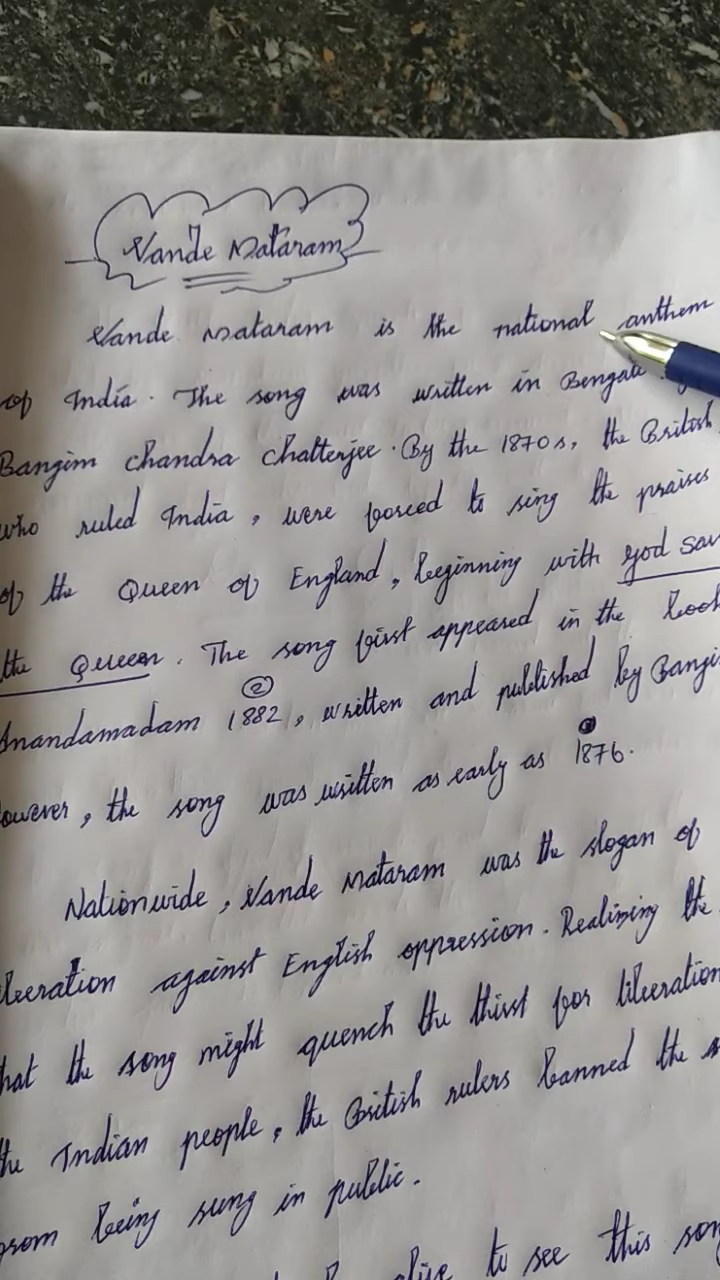 Vande Mataram
Vande Mataram is the national anthem
of India. The song was written in Bengali
Bangim chandra chatterjee. By the 1870s, the British
who ruled India, were forced to sing the praises
of the Queen of England, beginning with god sav
the Queen. The song first appeared in the book
Anandamadam 1882, written and published by Bangi
owever, the song was written as early as 1876.
Nationwide, Vande Mataram was the slogan of
liberation against English oppression. Realizing the
hat the song might quench the thirst for liberation
the Indian people, the British rulers banned the s
from being sung in public.
alive to see this song